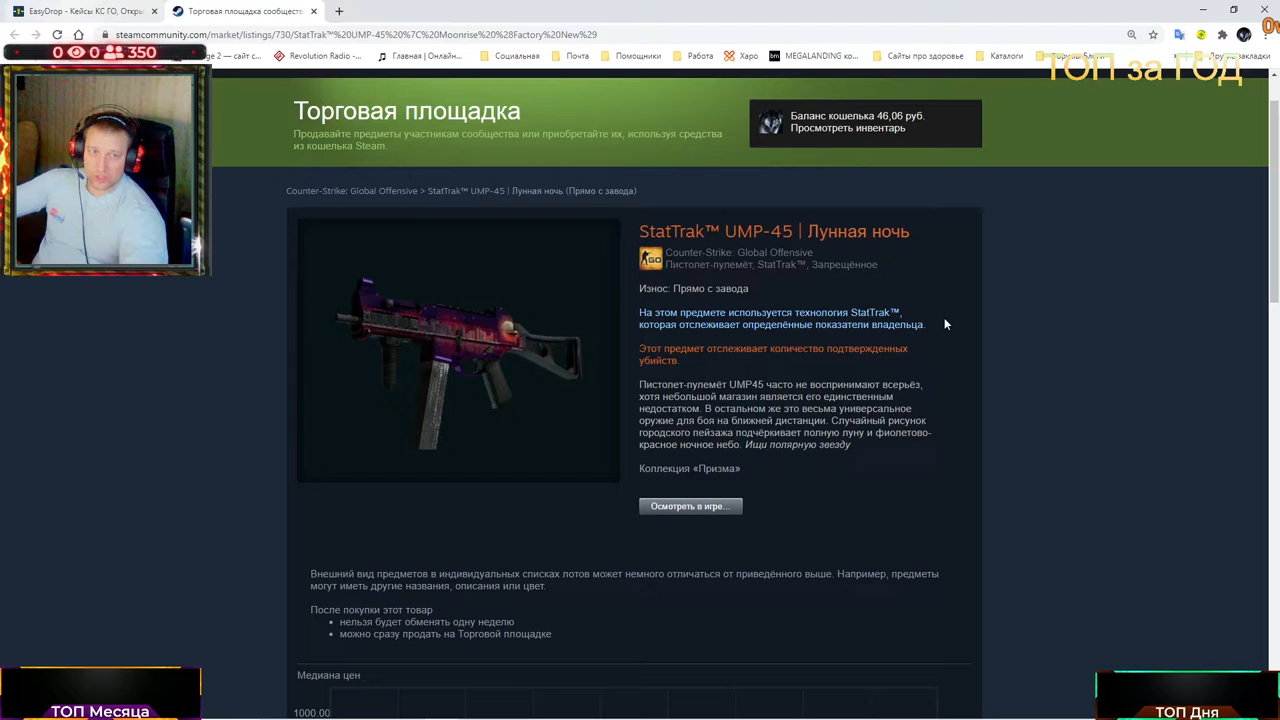 EasyDrop - Кейсы КС ГО, Откры
Торговая площадка сообществ
steamcommunity.com/market/listings/730/StatTrak™%20UMP-45%20%7C%20Moonrise%20%28Factory%20New%29
0 0 350
ge 2 — сайт с...
Revolution Radio -...
Главная | Онлайн...
Социальная
Почта
Помощники
Работа
Харо
MEGALANDING ко...
Сайты про здоровье
Каталоги
ТОП за ГОД
Торговая площадка
Продавайте предметы участникам сообщества или приобретайте их, используя средства
из кошелька Steam.
Баланс кошелька 46,06 руб.
Просмотреть инвентарь
Counter-Strike: Global Offensive > StatTrak™ UMP-45 | Лунная ночь (Прямо с завода)
StatTrak™ UMP-45 | Лунная ночь
Counter-Strike: Global Offensive
Пистолет-пулемёт, StatTrak™, Запрещённое
Износ: Прямо с завода
На этом предмете используется технология StatTrak™,
которая отслеживает определённые показатели владельца.
Этот предмет отслеживает количество подтвержденных
убийств.
Пистолет-пулемёт UMP45 часто не воспринимают всерьёз,
хотя небольшой магазин является его единственным
недостатком. В остальном же это весьма универсальное
оружие для боя на ближней дистанции. Случайный рисунок
городского пейзажа подчёркивает полную луну и фиолетово-
красное ночное небо. Ищи полярную звезду
Коллекция «Призма»
Осмотреть в игре...
Внешний вид предметов в индивидуальных списках лотов может немного отличаться от приведённого выше. Например, предметы
могут иметь другие названия, описания или цвет.
После покупки этот товар
нельзя будет обменять одну неделю
можно сразу продать на Торговой площадке
Медиана цен
1000.00
ТОП Месяца
ТОП Дня